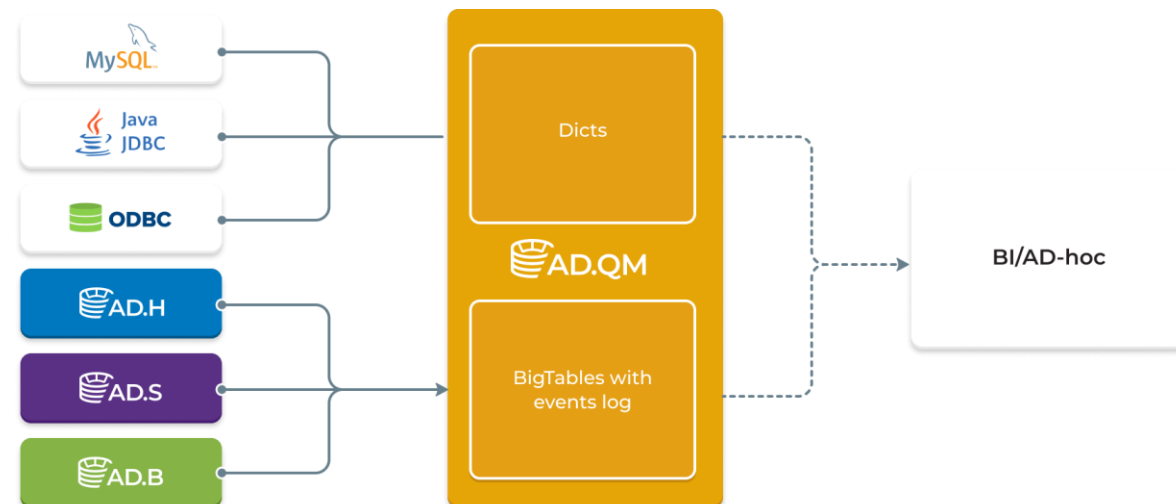 MySQL
Java
JDBC
ODBC
AD.H
AD.S
AD.B
Dicts
AD.QM
BigTables with
events log
BI/AD-hoc